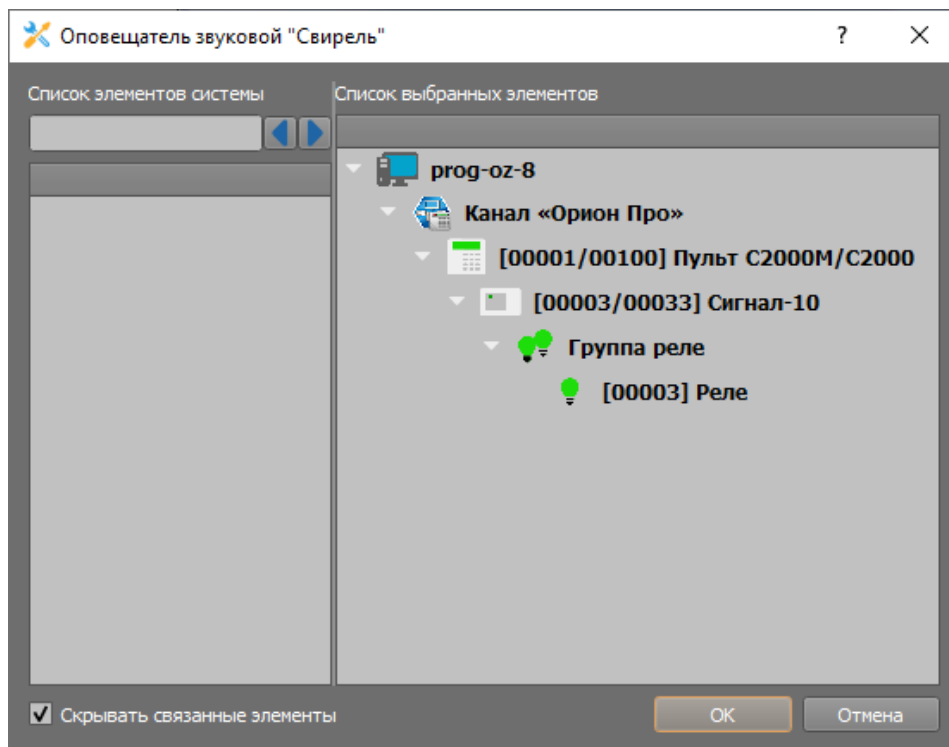 Оповещатель звуковой "Свирель"
?
Список элементов системы
Список выбранных элементов
prog-oz-8
Канал «Орион Про»
[00001/00100] Пульт С2000М/С2000
[00003/00033] Сигнал-10
Группа реле
[00003] Реле
Скрывать связанные элементы
OK
Отмена